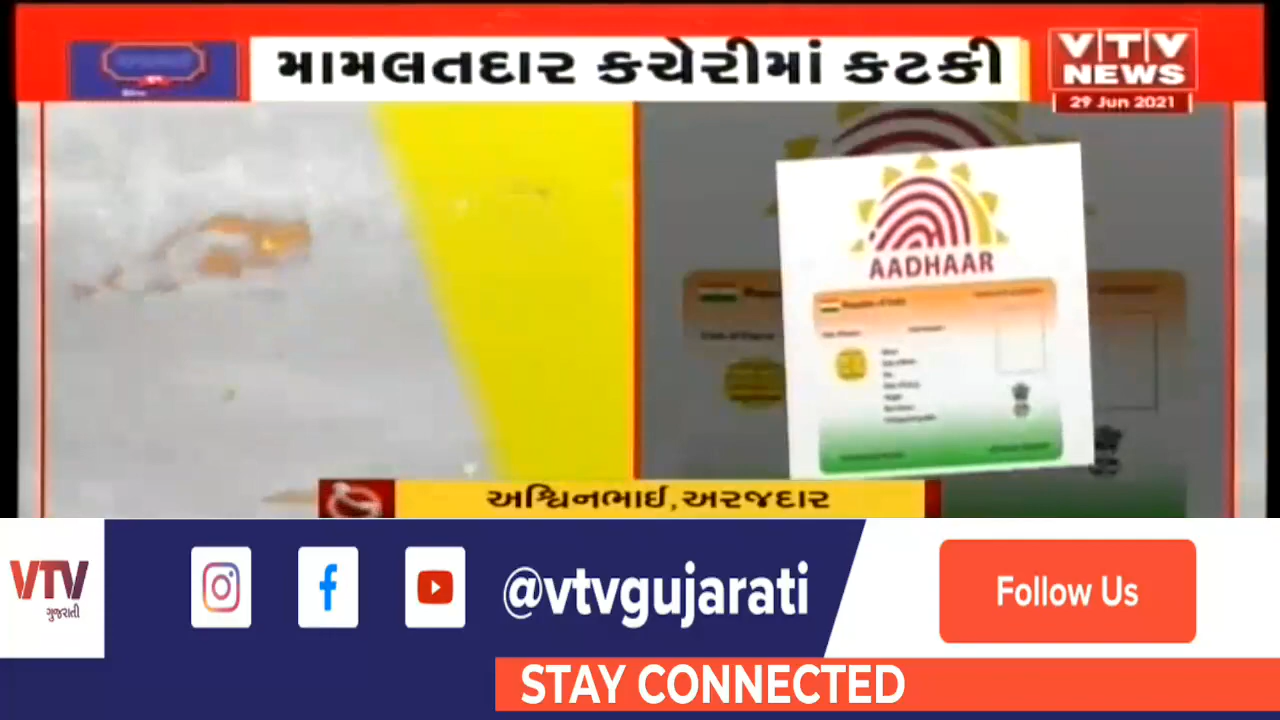 મામલતદાર કચેરીમાં કટકી
VTV
NEWS
29 Jun 2021
AADHAAR
અશ્વિનભાઈ,અરજદાર
VTV
ગુજરાતી
@vtvgujarati
Follow Us
STAY CONNECTED